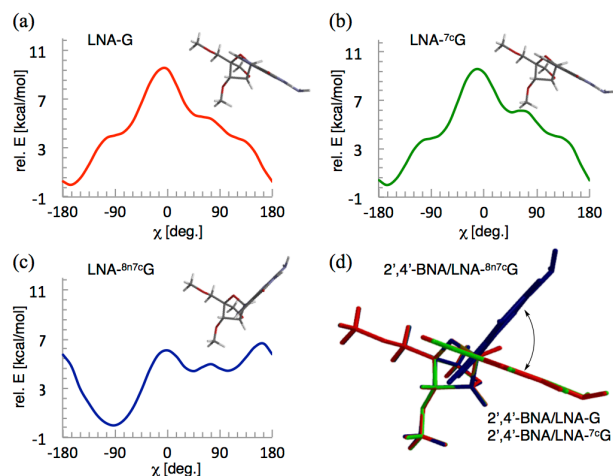 (a)
LNA-G
rel. E [kcal/mol]
11
7
3
-1
-180 -90 0 90 180
χ [deg.]
(b)
LNA-⁷ᶜG
rel. E [kcal/mol]
11
7
3
-1
-180 -90 0 90 180
χ [deg.]
(c)
LNA-⁸ⁿ⁷ᶜG
rel. E [kcal/mol]
11
7
3
-1
-180 -90 0 90 180
χ [deg.]
(d)
2’,4’-BNA/LNA-⁸ⁿ⁷ᶜG
2’,4’-BNA/LNA-G
2’,4’-BNA/LNA-⁷ᶜG